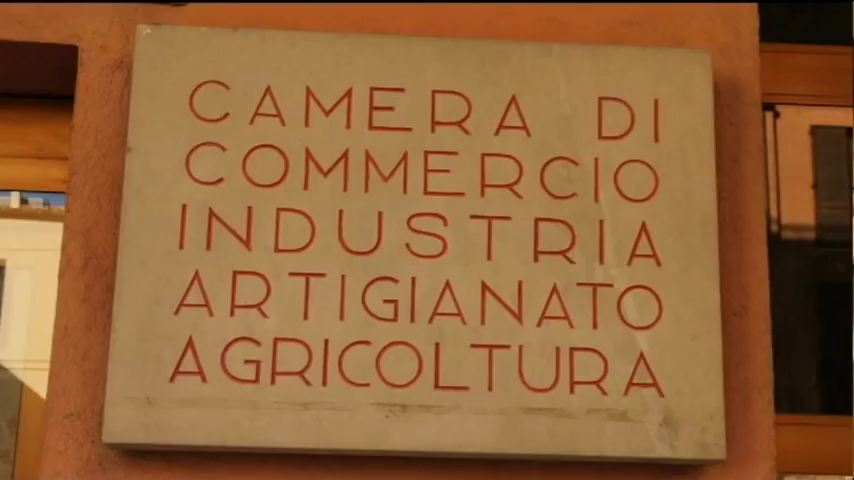 CAMERA DI
COMMERCIO
INDUSTRIA
ARTIGIANATO
AGRICOLTURA